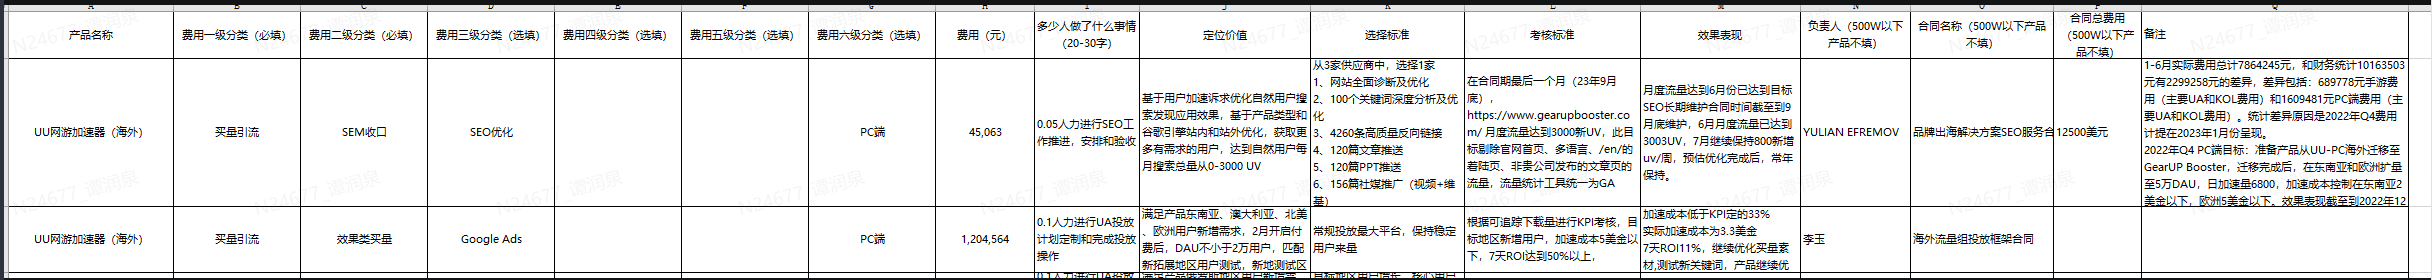 A B C D E F G H I J K L M N O P Q
产品名称
费用一级分类（必填）
费用二级分类（必填）
费用三级分类（选填）
费用四级分类（选填）
费用五级分类（选填）
费用六级分类（选填）
费用（元）
多少人做了什么事情
（20-30字）
定位价值
选择标准
考核标准
效果表现
负责人（500W以下
产品不填）
合同名称（500W以下产品
不填）
合同总费用
（500W以下产
品不填）
备注
UU网游加速器（海外）
买量引流
SEM收口
SEO优化
PC端
45,063
0.05人力进行SEO工
作推进，安排和验收
基于用户加速诉求优化自然用户搜
索发现应用效果，基于产品类型和
谷歌引擎站内和站外优化，获取更
多有需求的用户，达到自然用户每
月搜索总量从0-3000 UV
从3家供应商中，选择1家
1、网站全面诊断及优化
2、100个关键词深度分析及优
化
3、4260条高质量反向链接
4、120篇文章推送
5、120篇PPT推送
6、156篇社媒推广（视频+维
基）
在合同期最后一个月（23年9月
底），
https://www.gearupbooster.co
m/ 月度流量达到3000新UV，此目
标剔除官网首页、多语言、/en/的
着陆页、非贵公司发布的文章页的
流量，流量统计工具统一为GA
月度流量达到6月份已达到目标
SEO长期维护合同时间截至到9
月底维护，6月月度流量已达到
3003UV，7月继续保持800新增
uv/周，预估优化完成后，常年
保持。
YULIAN EFREMOV
品牌出海解决方案SEO服务合
12500美元
1-6月实际费用总计7864245元，和财务统计10163503
元有2299258元的差异，差异包括：689778元手游费
用（主要UA和KOL费用）和1609481元PC端费用（主
要UA和KOL费用）。统计差异原因是2022年Q4费用
计提在2023年1月份呈现。
2022年Q4 PC端目标：准备产品从UU-PC海外迁移至
GearUP Booster，迁移完成后，在东南亚和欧洲扩量
至5万DAU，日加速量6800，加速成本控制在东南亚2
美金以下，欧洲5美金以下。效果表现截至到2022年12
UU网游加速器（海外）
买量引流
效果类买量
Google Ads
PC端
1,204,564
0.1人力进行UA投放
计划定制和完成投放
操作
满足产品东南亚、澳大利亚、北美
、欧洲用户新增需求，2月开启付
费后，DAU不小于2万用户，匹配
新拓展地区用户测试，新地测试区
常规投放最大平台，保持稳定
用户来量
根据可追踪下载量进行KPI考核，目
标地区新增用户，加速成本5美金以
下，7天ROI达到50%以上，
加速成本低于KPI定的33%
实际加速成本为3.3美金
7天ROI11%，继续优化买量素
材,测试新关键词，产品继续优
李玉
海外流量组投放框架合同
0.1人力进行UA投放
N24677_谭润泉